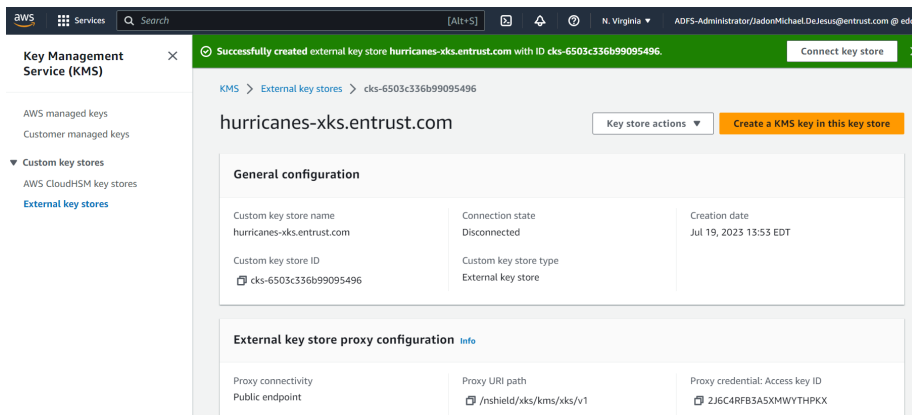 aws
Services
Search
[Alt+S]
N. Virginia
ADFS-Administrator/JadonMichael.DeJesus@entrust.com @
Key Management
Service (KMS)
AWS managed keys
Customer managed keys
Custom key stores
AWS CloudHSM key stores
External key stores
Successfully created external key store hurricanes-xks.entrust.com with ID cks-6503c336b99095496.
Connect key store
KMS > External key stores > cks-6503c336b99095496
hurricanes-xks.entrust.com
Key store actions
Create a KMS key in this key store
General configuration
Custom key store name
hurricanes-xks.entrust.com
Connection state
Disconnected
Creation date
Jul 19, 2023 13:53 EDT
Custom key store ID
cks-6503c336b99095496
Custom key store type
External key store
External key store proxy configuration Info
Proxy connectivity
Public endpoint
Proxy URI path
/nshield/xks/kms/xks/v1
Proxy credential: Access key ID
2J6C4RFB3A5XMWYTHPKX